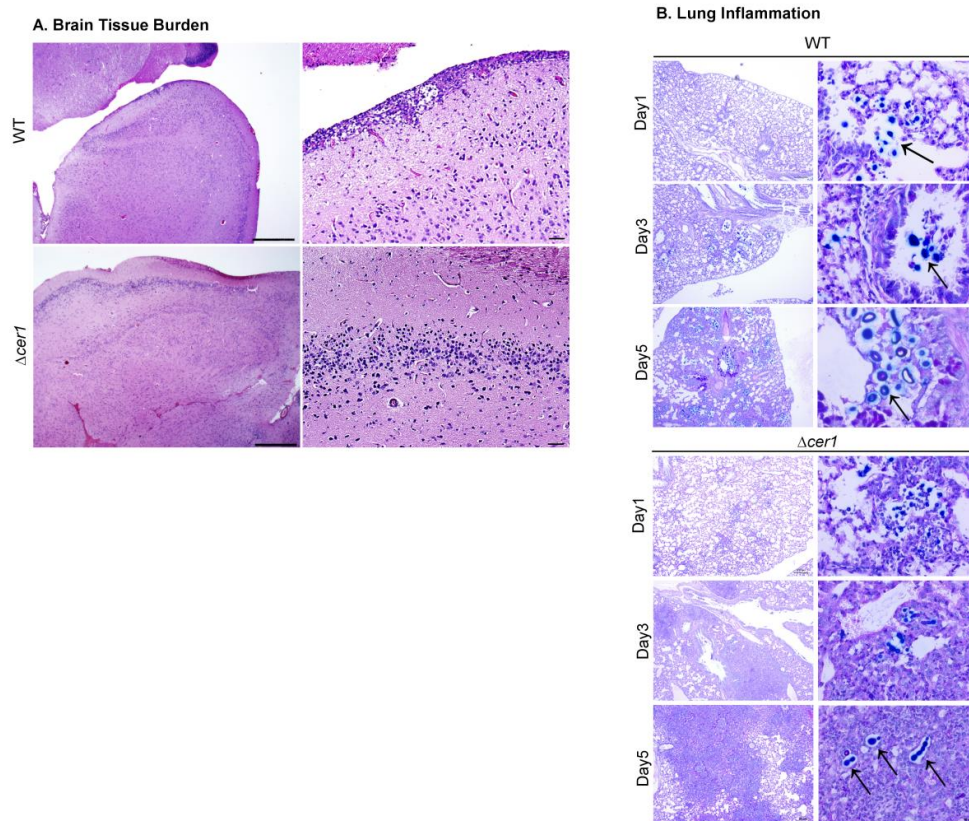 A. Brain Tissue Burden
WT
Δcer1
B. Lung Inflammation
WT
Day1
Day3
Day5
Δcer1
Day1
Day3
Day5